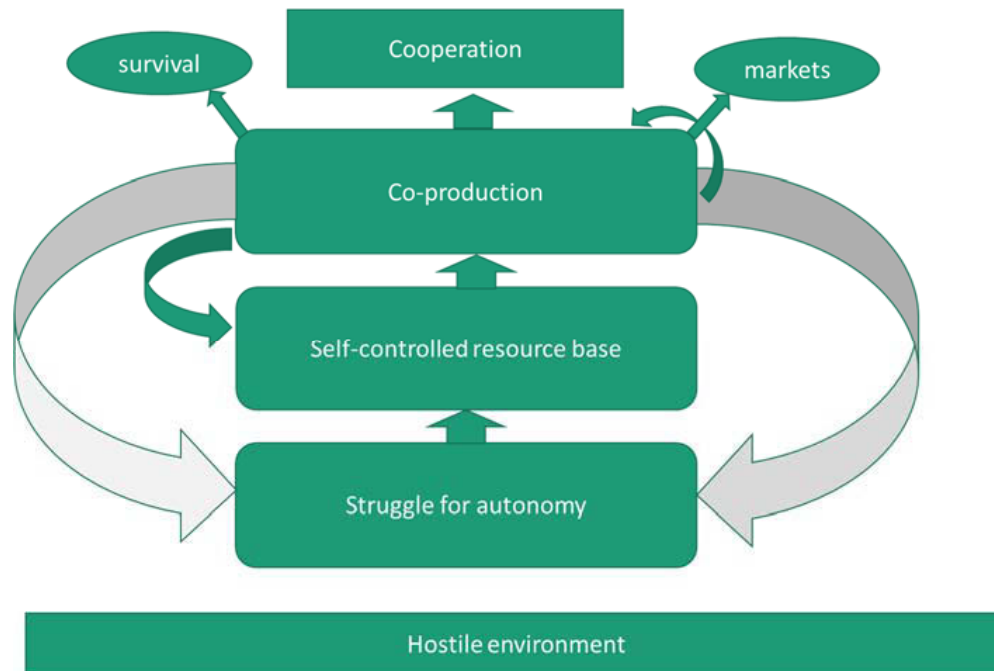 Cooperation
survival
markets
Co-production
Self-controlled resource base
Struggle for autonomy
Hostile environment